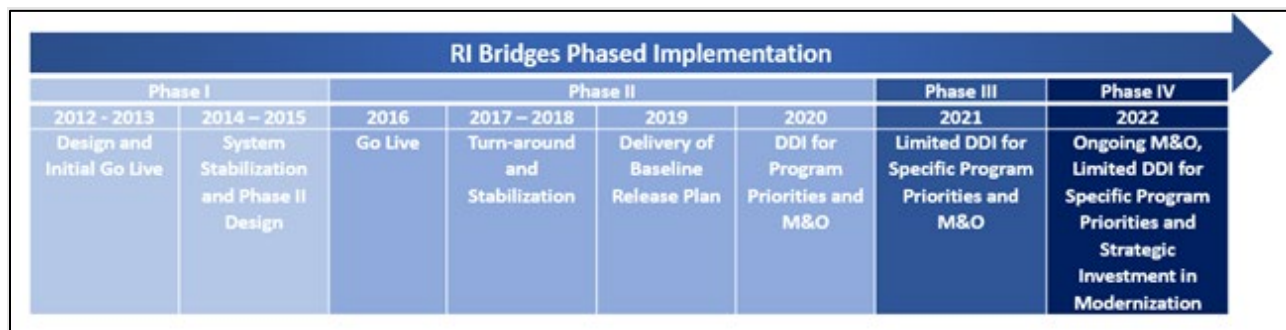 RI Bridges Phased Implementation
Phase I
Phase II
Phase III
Phase IV
2012 - 2013
2014 – 2015
2016
2017 – 2018
2019
2020
2021
2022
Design and
Initial Go Live
System
Stabilization
and Phase II
Design
Go Live
Turn-around
and
Stabilization
Delivery of
Baseline
Release Plan
DDI for
Program
Priorities and
M&O
Limited DDI for
Specific Program
Priorities and
M&O
Ongoing M&O,
Limited DDI for
Specific Program
Priorities and
Strategic
Investment in
Modernization